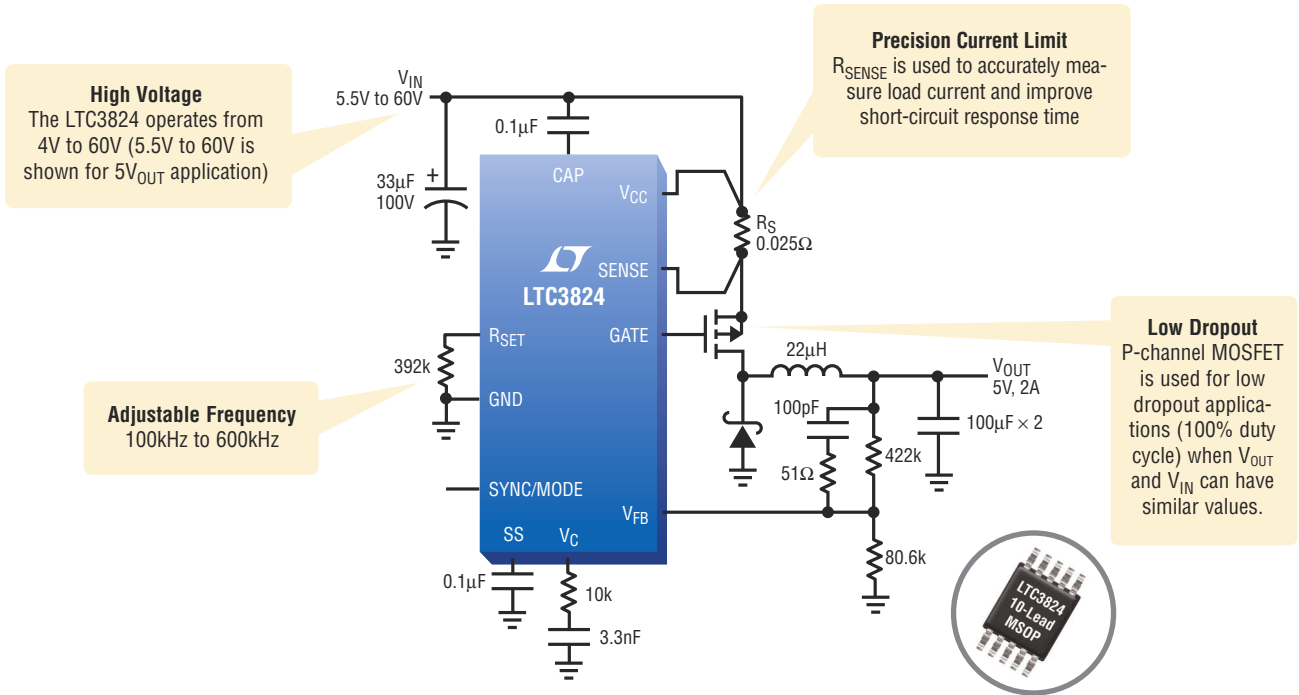 High Voltage
The LTC3824 operates from
4V to 60V (5.5V to 60V is
shown for 5VOUT application)
VIN
5.5V to 60V
Precision Current Limit
RSENSE is used to accurately mea-
sure load current and improve
short-circuit response time
0.1µF
33µF
100V
+
CAP
VCC
RS
0.025Ω
SENSE
LTC3824
RSET
GATE
392k
GND
Adjustable Frequency
100kHz to 600kHz
Low Dropout
P-channel MOSFET
is used for low
dropout applica-
tions (100% duty
cycle) when VOUT
and VIN can have
similar values.
22µH
VOUT
5V, 2A
100pF
100µF × 2
422k
51Ω
SYNC/MODE
VFB
SS
VC
80.6k
0.1µF
10k
3.3nF
LTC3824
10-Lead
MSOP